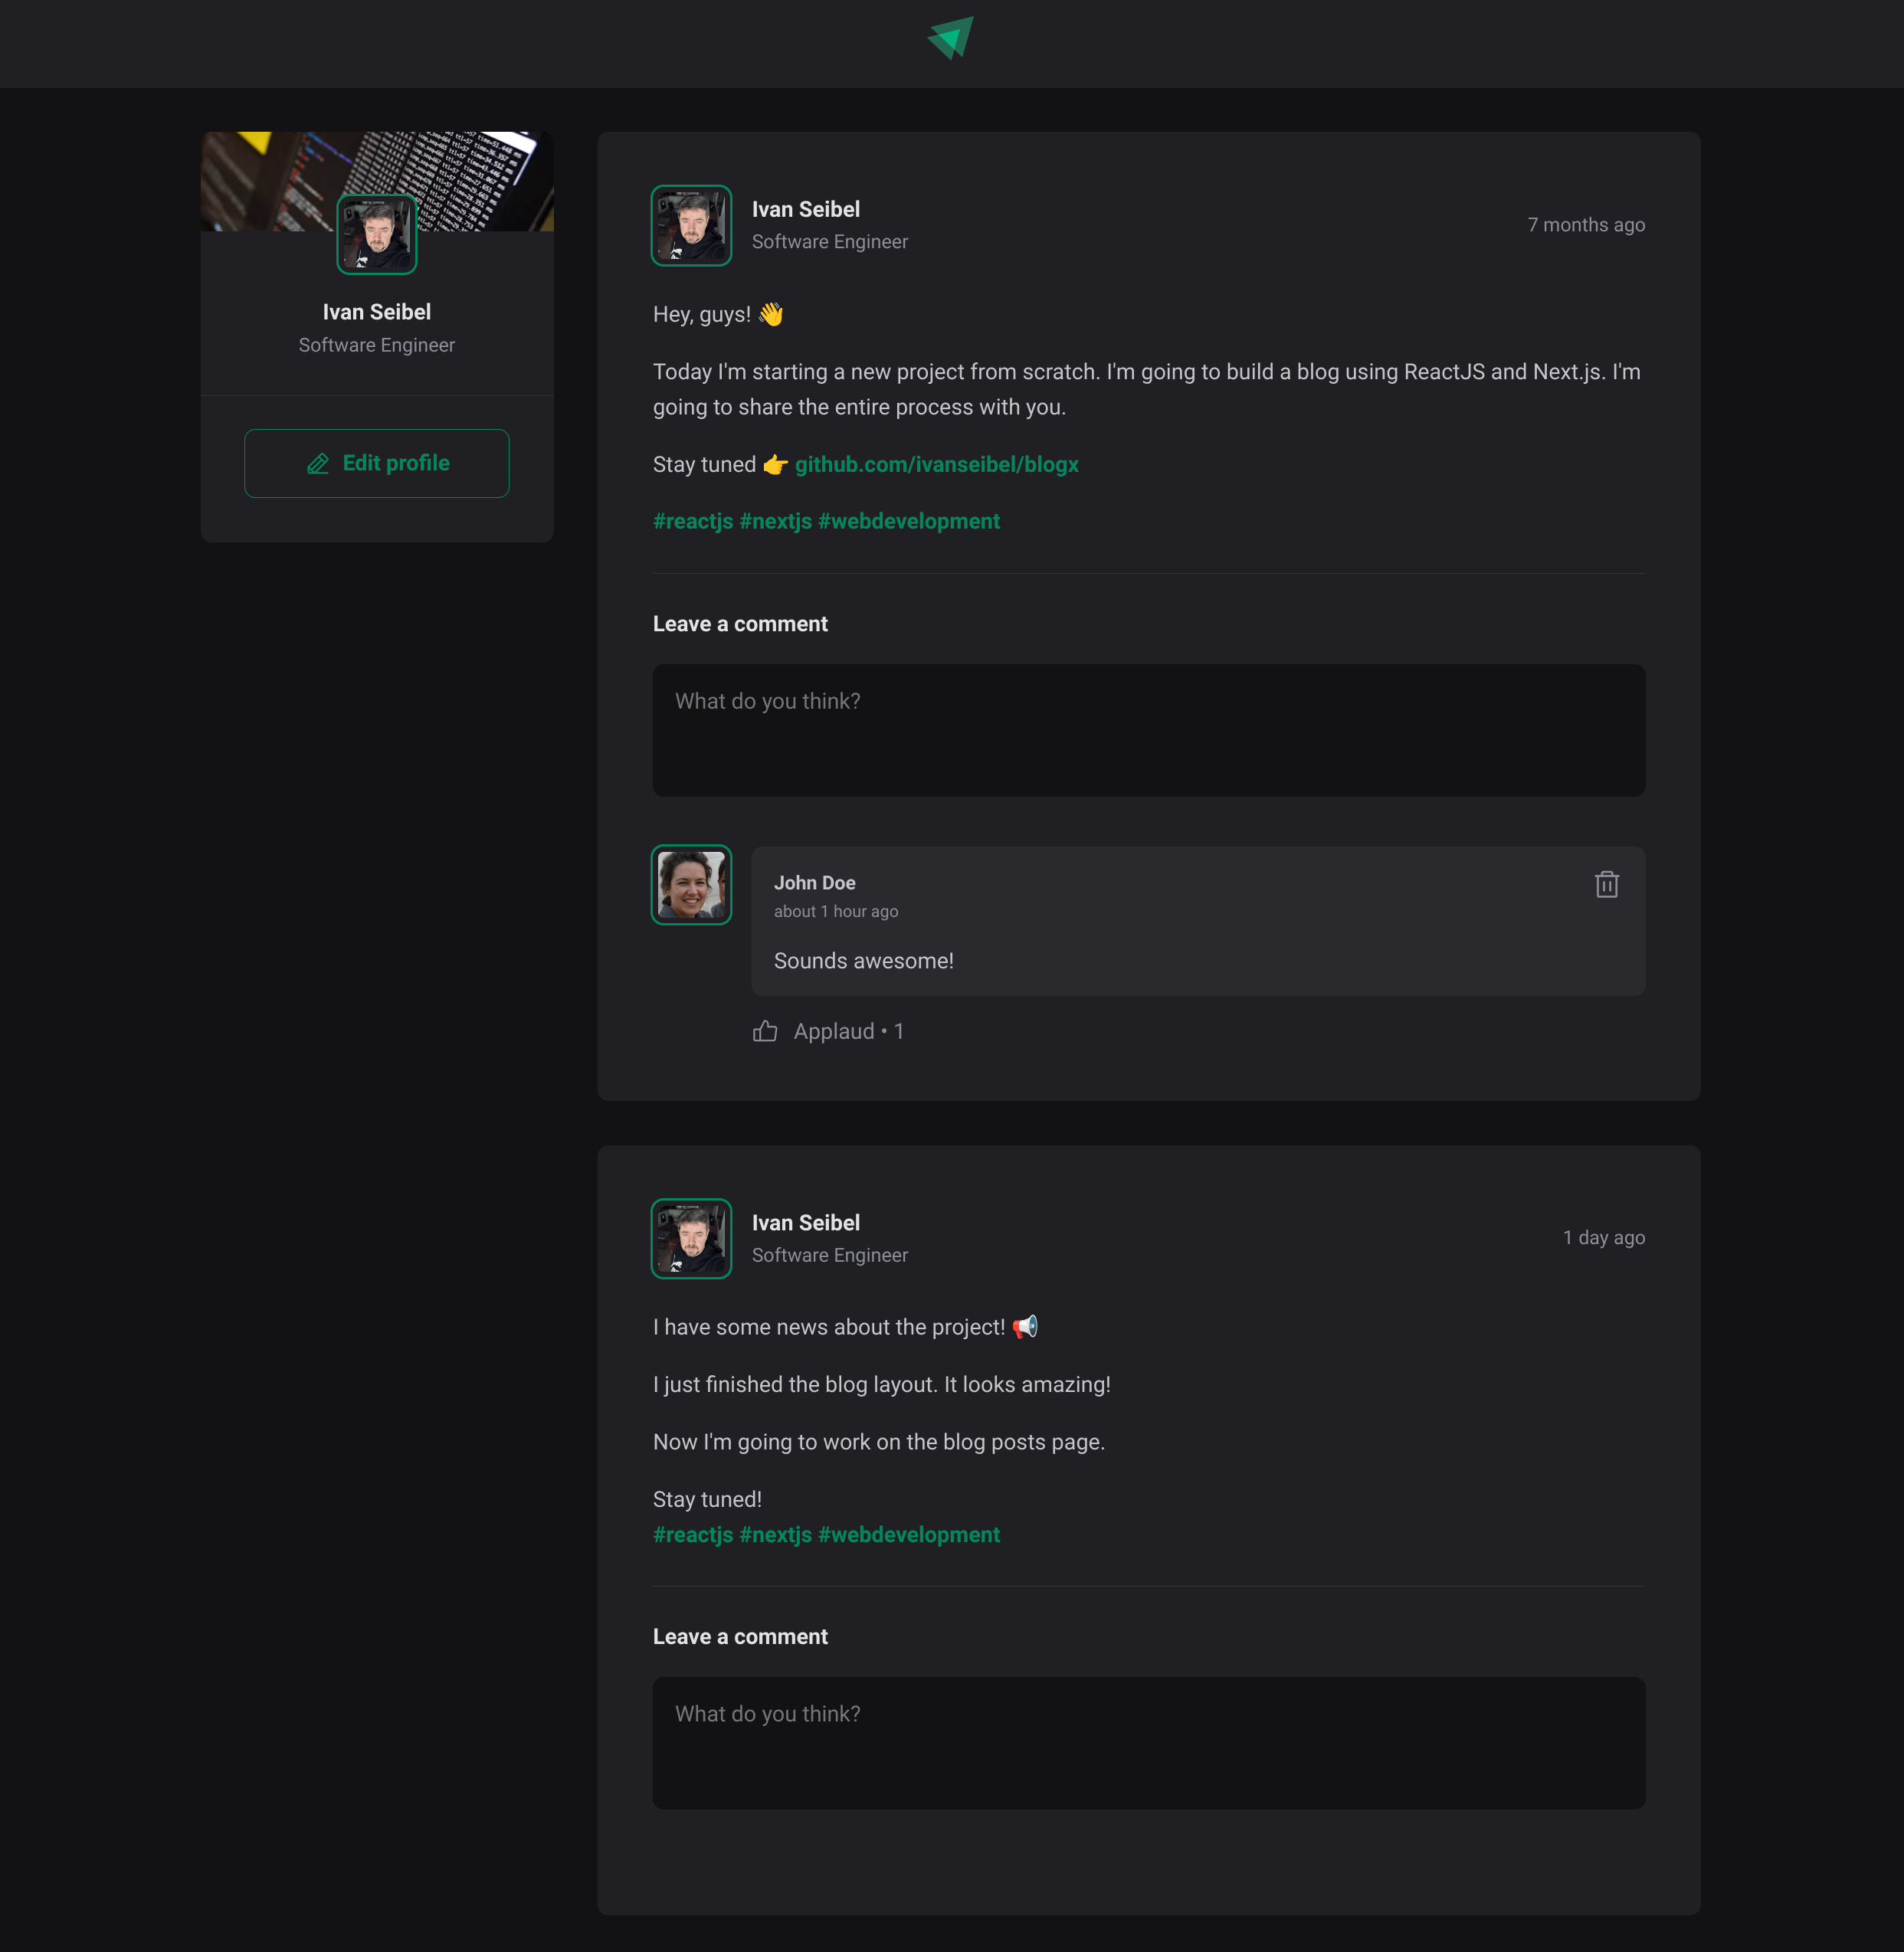 Ivan Seibel
Software Engineer
Edit profile
Ivan Seibel
Software Engineer
7 months ago
Hey, guys! 👋
Today I'm starting a new project from scratch. I'm going to build a blog using ReactJS and Next.js. I'm
going to share the entire process with you.
Stay tuned 👉 github.com/ivanseibel/blogx
#reactjs #nextjs #webdevelopment
Leave a comment
What do you think?
John Doe
about 1 hour ago
Sounds awesome!
Applaud • 1
Ivan Seibel
Software Engineer
1 day ago
I have some news about the project! 📢
I just finished the blog layout. It looks amazing!
Now I'm going to work on the blog posts page.
Stay tuned!
#reactjs #nextjs #webdevelopment
Leave a comment
What do you think?